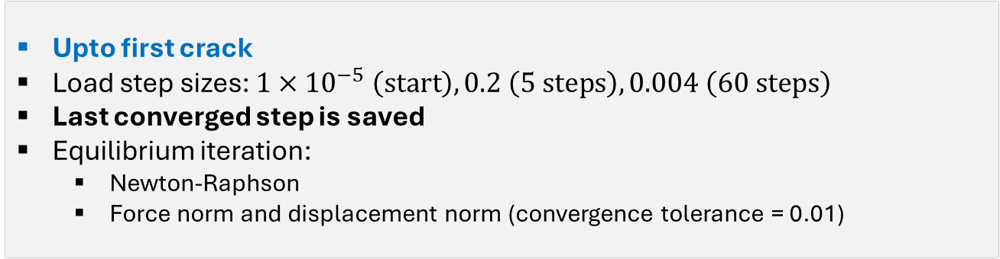 ▪ Upto first crack
▪ Load step sizes: 1 × 10⁻⁵ (start), 0.2 (5 steps), 0.004 (60 steps)
▪ Last converged step is saved
▪ Equilibrium iteration:
▪ Newton-Raphson
▪ Force norm and displacement norm (convergence tolerance = 0.01)